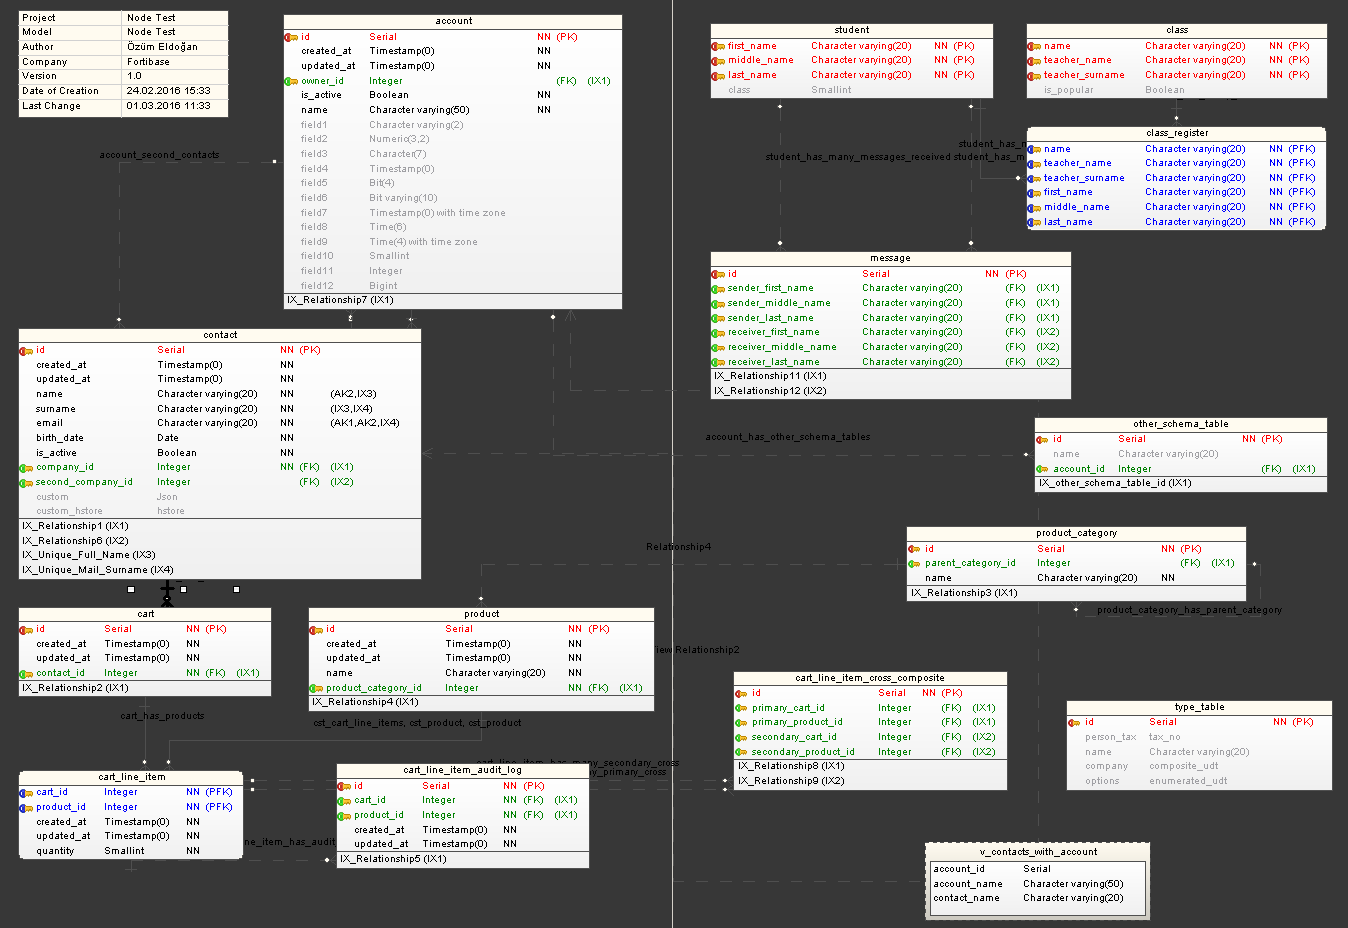 Project Node Test
Model Node Test
Author Özüm Eldoğan
Company Fortibase
Version 1.0
Date of Creation 24.02.2016 15:33
Last Change 01.03.2016 11:33
account
id Serial NN (PK)
created_at Timestamp(0) NN
updated_at Timestamp(0) NN
owner_id Integer (FK) (IX1)
is_active Boolean NN
name Character varying(50) NN
field1 Character varying(2)
field2 Numeric(3,2)
field3 Character(7)
field4 Timestamp(0)
field5 Bit(4)
field6 Bit varying(10)
field7 Timestamp(0) with time zone
field8 Time(6)
field9 Time(4) with time zone
field10 Smallint
field11 Integer
field12 Bigint
IX_Relationship7 (IX1)
account_second_contacts
student
first_name Character varying(20) NN (PK)
middle_name Character varying(20) NN (PK)
last_name Character varying(20) NN (PK)
class Smallint
class
name Character varying(20) NN (PK)
teacher_name Character varying(20) NN (PK)
teacher_surname Character varying(20) NN (PK)
is_popular Boolean
class_register
name Character varying(20) NN (PFK)
teacher_name Character varying(20) NN (PFK)
teacher_surname Character varying(20) NN (PFK)
first_name Character varying(20) NN (PFK)
middle_name Character varying(20) NN (PFK)
last_name Character varying(20) NN (PFK)
student_has_
student_has_many_messages_received student_has_m
message
id Serial NN (PK)
sender_first_name Character varying(20) (FK) (IX1)
sender_middle_name Character varying(20) (FK) (IX1)
sender_last_name Character varying(20) (FK) (IX1)
receiver_first_name Character varying(20) (FK) (IX2)
receiver_middle_name Character varying(20) (FK) (IX2)
receiver_last_name Character varying(20) (FK) (IX2)
IX_Relationship11 (IX1)
IX_Relationship12 (IX2)
contact
id Serial NN (PK)
created_at Timestamp(0) NN
updated_at Timestamp(0) NN
name Character varying(20) NN (AK2,IX3)
surname Character varying(20) NN (IX3,IX4)
email Character varying(20) NN (AK1,AK2,IX4)
birth_date Date NN
is_active Boolean NN
company_id Integer NN (FK) (IX1)
second_company_id Integer (FK) (IX2)
custom Json
custom_hstore hstore
IX_Relationship1 (IX1)
IX_Relationship6 (IX2)
IX_Unique_Full_Name (IX3)
IX_Unique_Mail_Surname (IX4)
account_has_other_schema_tables
other_schema_table
id Serial NN (PK)
name Character varying(20)
account_id Integer (FK) (IX1)
IX_other_schema_table_id (IX1)
Relationship4
product_category
id Serial NN (PK)
parent_category_id Integer (FK) (IX1)
name Character varying(20) NN
IX_Relationship3 (IX1)
product_category_has_parent_category
cart
id Serial NN (PK)
created_at Timestamp(0) NN
updated_at Timestamp(0) NN
contact_id Integer NN (FK) (IX1)
IX_Relationship2 (IX1)
cart_has_products
product
id Serial NN (PK)
created_at Timestamp(0) NN
updated_at Timestamp(0) NN
name Character varying(20) NN
product_category_id Integer NN (FK) (IX1)
IX_Relationship4 (IX1)
cst_cart_line_items, cst_product, cst_product
View Relationship2
cart_line_item_cross_composite
id Serial NN (PK)
primary_cart_id Integer (FK) (IX1)
primary_product_id Integer (FK) (IX1)
secondary_cart_id Integer (FK) (IX2)
secondary_product_id Integer (FK) (IX2)
IX_Relationship8 (IX1)
IX_Relationship9 (IX2)
type_table
id Serial NN (PK)
person_tax tax_no
name Character varying(20)
company composite_udt
options enumerated_udt
cart_line_item
cart_id Integer NN (PFK)
product_id Integer NN (PFK)
created_at Timestamp(0) NN
updated_at Timestamp(0) NN
quantity Smallint NN
cart_line_item_has_many_secondary_cross
ny_primary_cross
cart_line_item_audit_log
id Serial NN (PK)
cart_id Integer NN (FK) (IX1)
product_id Integer NN (FK) (IX1)
created_at Timestamp(0) NN
updated_at Timestamp(0) NN
IX_Relationship5 (IX1)
ne_item_has_audit
v_contacts_with_account
account_id Serial
account_name Character varying(50)
contact_name Character varying(20)